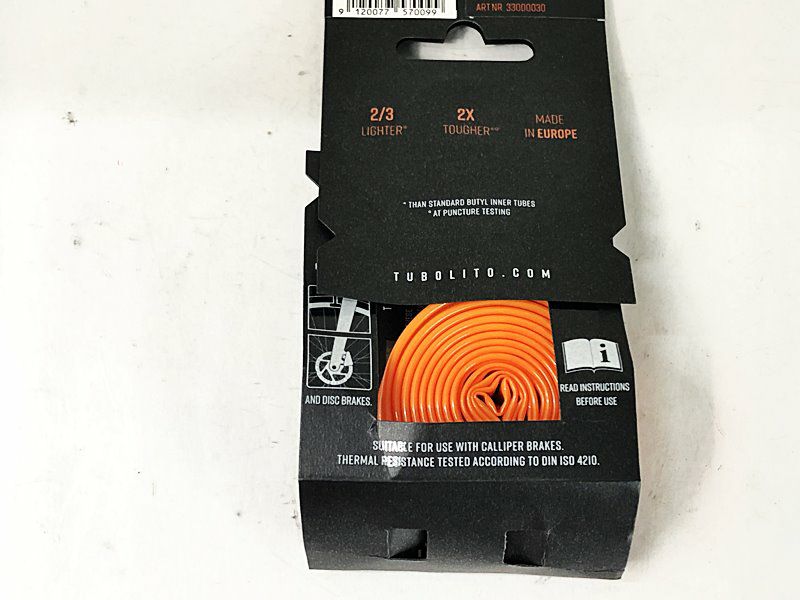 9 120077 570099
ART NR 33000030
2/3
LIGHTER*
2X
TOUGHER**
MADE
IN EUROPE
* THAN STANDARD BUTYL INNER TUBES
* AT PUNCTURE TESTING
TUBOLITO.COM
i
AND DISC BRAKES.
READ INSTRUCTIONS
BEFORE USE
SUITABLE FOR USE WITH CALLIPER BRAKES.
THERMAL RESISTANCE TESTED ACCORDING TO DIN ISO 4210.